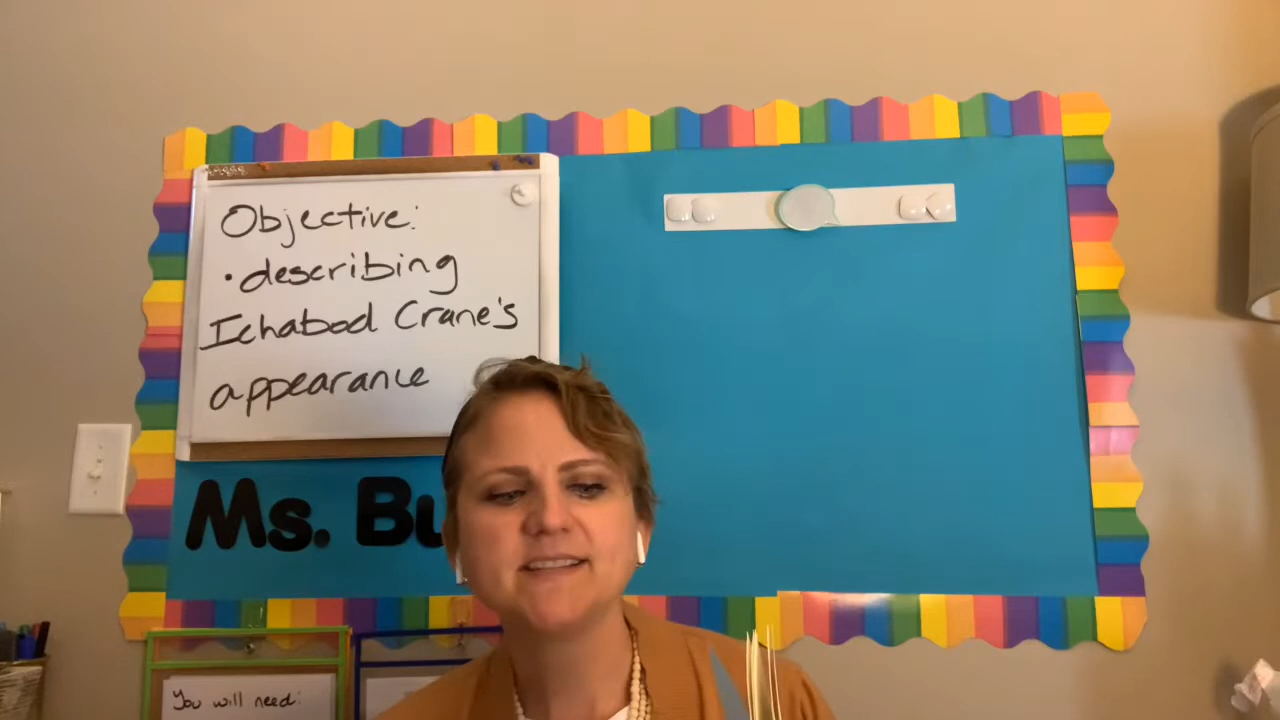 Objective:
• describing
Ichabod Crane's
appearance
Ms. Bu
You will need: